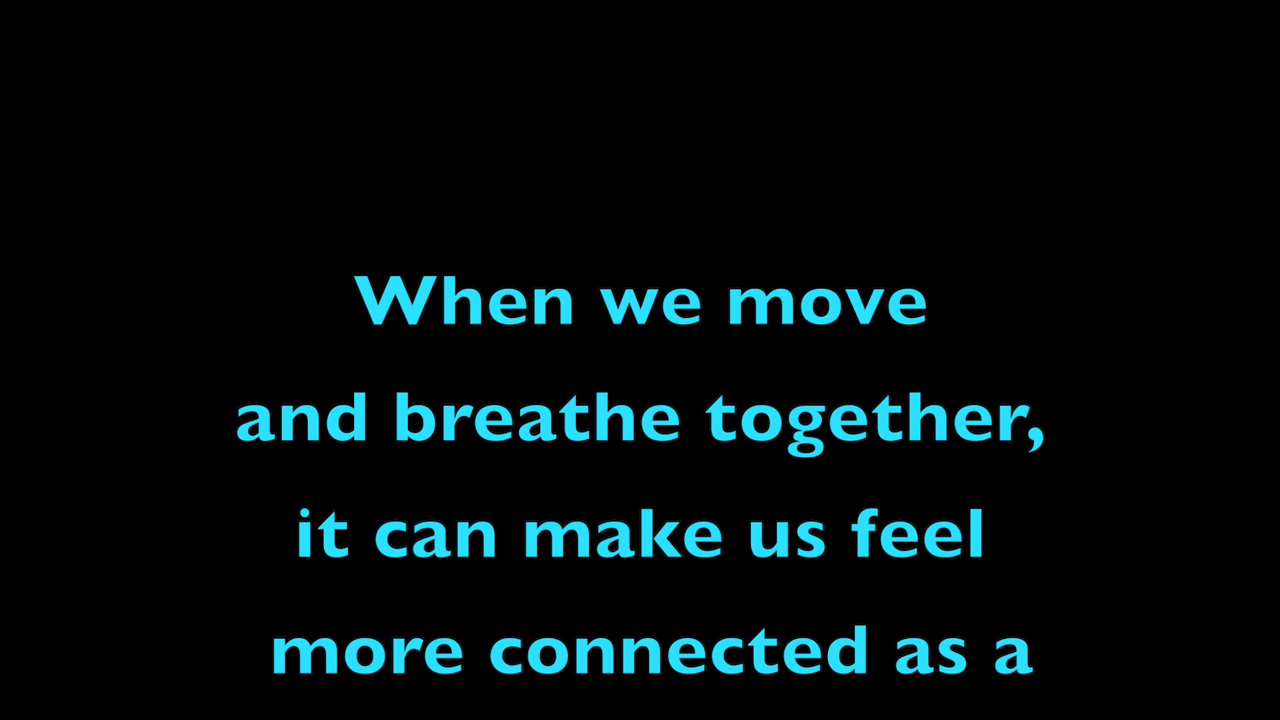 When we move
and breathe together,
it can make us feel
more connected as a